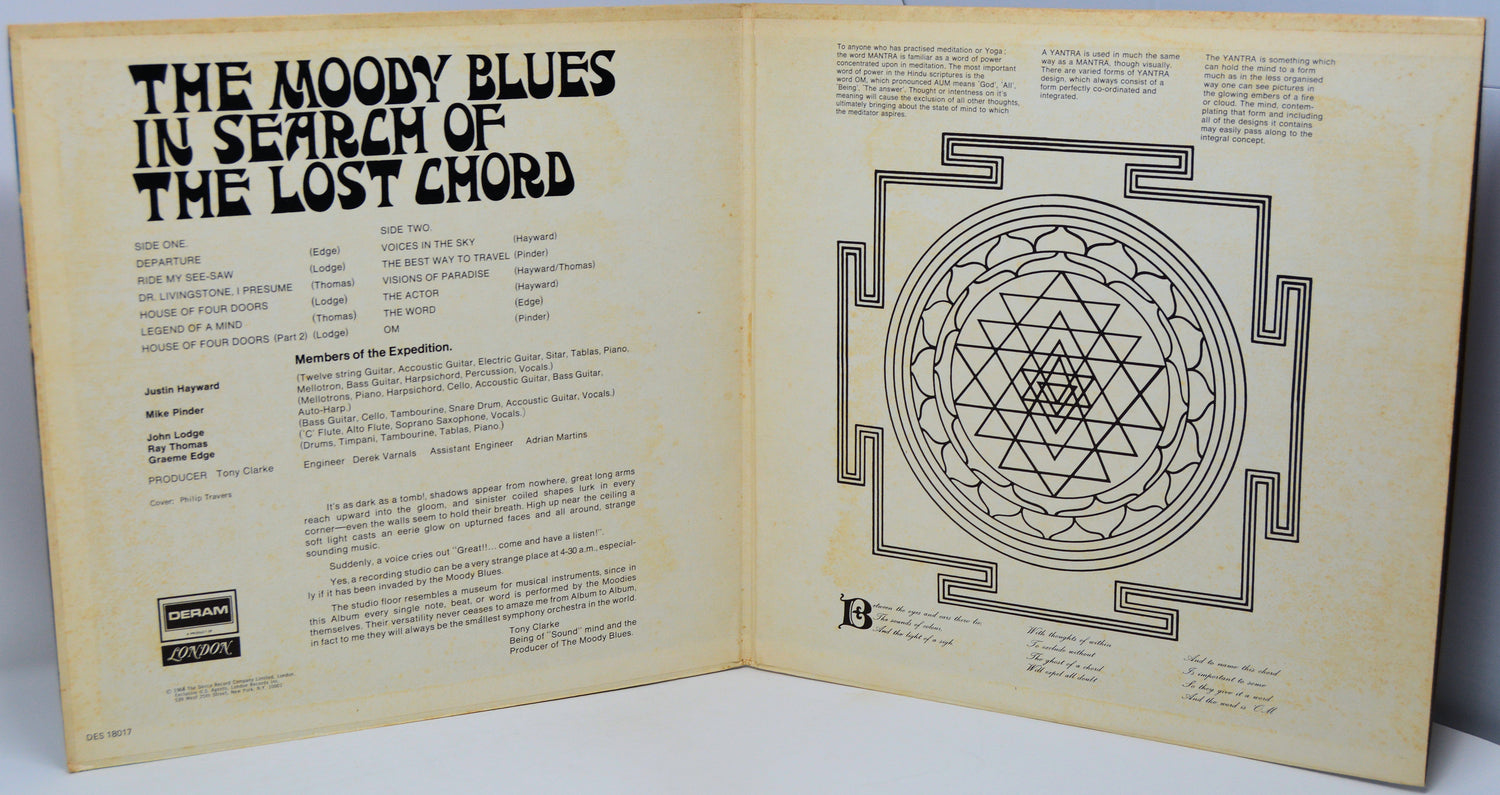 THE MOODY BLUES
IN SEARCH OF
THE LOST CHORD
SIDE ONE.
DEPARTURE (Edge)
RIDE MY SEE-SAW (Lodge)
DR. LIVINGSTONE, I PRESUME (Thomas)
HOUSE OF FOUR DOORS (Lodge)
LEGEND OF A MIND (Thomas)
HOUSE OF FOUR DOORS (Part 2) (Lodge)
SIDE TWO.
VOICES IN THE SKY (Hayward)
THE BEST WAY TO TRAVEL (Pinder)
VISIONS OF PARADISE (Hayward/Thomas)
THE ACTOR (Hayward)
THE WORD (Edge)
OM (Pinder)
Members of the Expedition.
Justin Hayward (Twelve string Guitar, Accoustic Guitar, Electric Guitar, Sitar, Tablas, Piano,
Mellotron, Bass Guitar, Harpsichord, Percussion, Vocals.)
Mike Pinder (Mellotrons, Piano, Harpsichord, Cello, Accoustic Guitar, Bass Guitar,
Auto-Harp.)
John Lodge (Bass Guitar, Cello, Tambourine, Snare Drum, Accoustic Guitar, Vocals.)
Ray Thomas ('C' Flute, Alto Flute, Soprano Saxophone, Vocals.)
Graeme Edge (Drums, Timpani, Tambourine, Tablas, Piano.)
PRODUCER Tony Clarke Engineer Derek Varnals Assistant Engineer Adrian Martins
Cover: Philip Travers
It's as dark as a tomb!, shadows appear from nowhere, great long arms
reach upward into the gloom, and sinister coiled shapes lurk in every
corner—even the walls seem to hold their breath. High up near the ceiling a
soft light casts an eerie glow on upturned faces and all around, strange
sounding music.
Suddenly, a voice cries out "Great!!... come and have a listen!".
Yes, a recording studio can be a very strange place at 4-30 a.m., especial-
ly if it has been invaded by the Moody Blues.
The studio floor resembles a museum for musical instruments, since in
this Album every single note, beat, or word is performed by the Moodies
themselves. Their versatility never ceases to amaze me from Album to Album,
in fact to me they will always be the smallest symphony orchestra in the world.
Tony Clarke
Being of "Sound" mind and the
Producer of The Moody Blues.
DERAM
A PRODUCT OF
LONDON
© 1968 The Decca Record Company Limited, London.
Exclusive U.S. Agents, London Records Inc.
539 West 25th Street, New York, N.Y. 10001
DES 18017
To anyone who has practised meditation or Yoga:
the word MANTRA is familiar as a word of power
concentrated upon in meditation. The most important
word of power in the Hindu scriptures is the
word OM, which pronounced AUM means 'God', 'All',
'Being', 'The answer'. Thought or intentness on it's
meaning will cause the exclusion of all other thoughts,
ultimately bringing about the state of mind to which
the meditator aspires.
A YANTRA is used in much the same
way as a MANTRA, though visually.
There are varied forms of YANTRA
design, which always consist of a
form perfectly co-ordinated and
integrated.
The YANTRA is something which
can hold the mind to a form
much as in the less organised
way one can see pictures in
the glowing embers of a fire
or cloud. The mind, contem-
plating that form and including
all of the designs it contains
may easily pass along to the
integral concept.
Between the eyes and ears there lie:
The sounds of colour
And the light of a sigh
With thoughts of within
To exclude without
The ghost of a chord
Will expel all doubt
And to name this chord
Is important to some
So they give it a word
And the word is OM